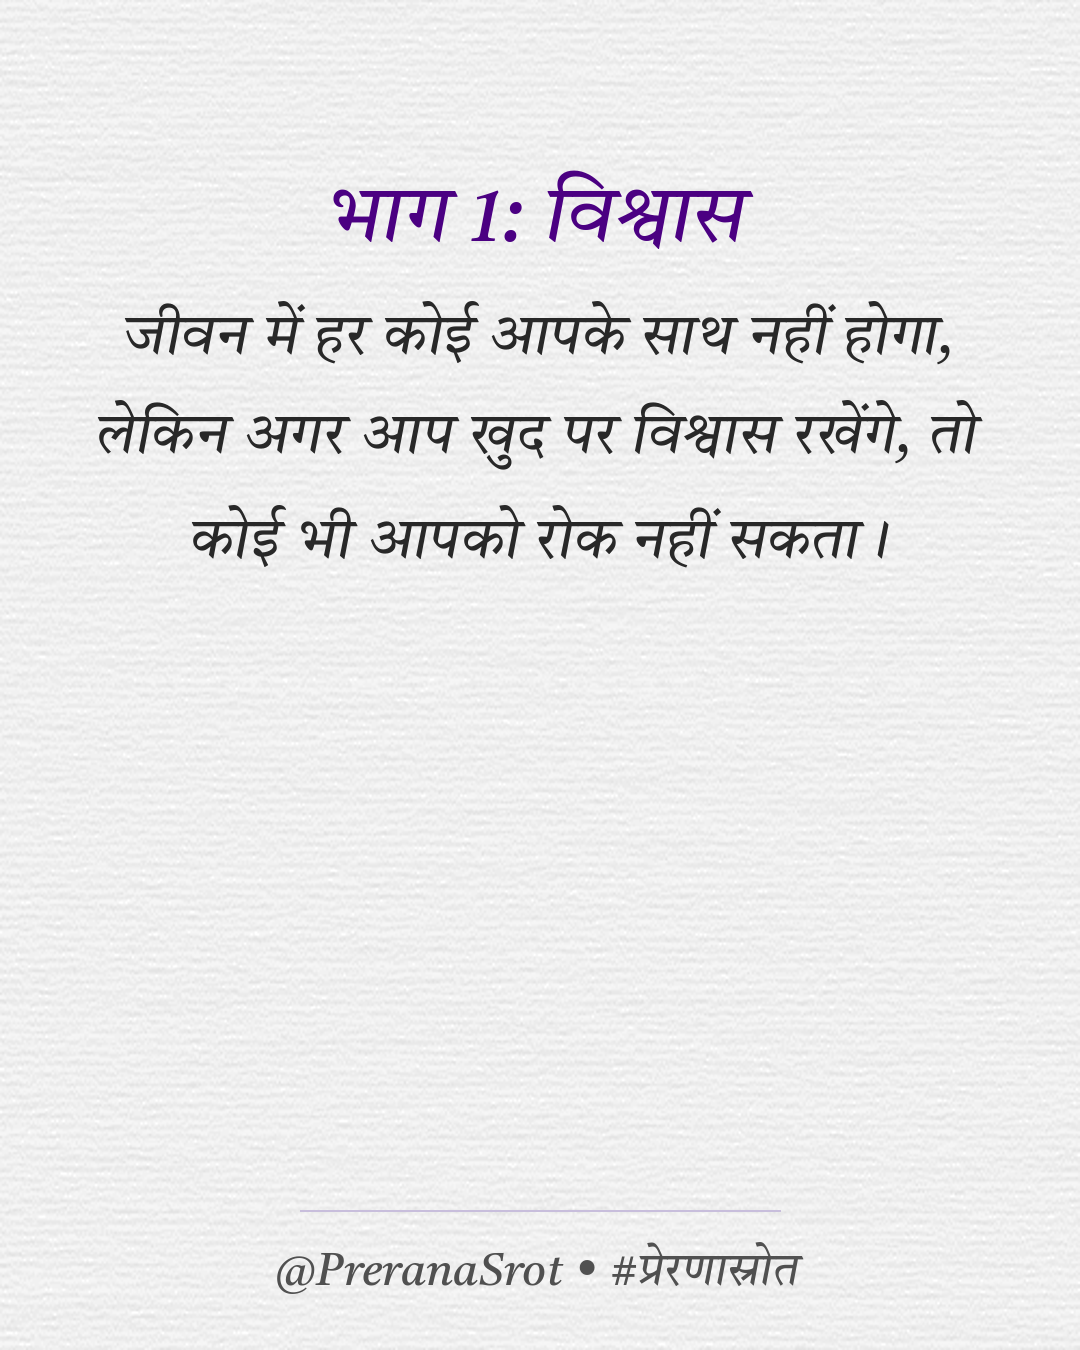 भाग 1: विश्वास
जीवन में हर कोई आपके साथ नहीं होगा,
लेकिन अगर आप खुद पर विश्वास रखेंगे, तो
कोई भी आपको रोक नहीं सकता।
@PreranaSrot • #प्रेरणास्रोत